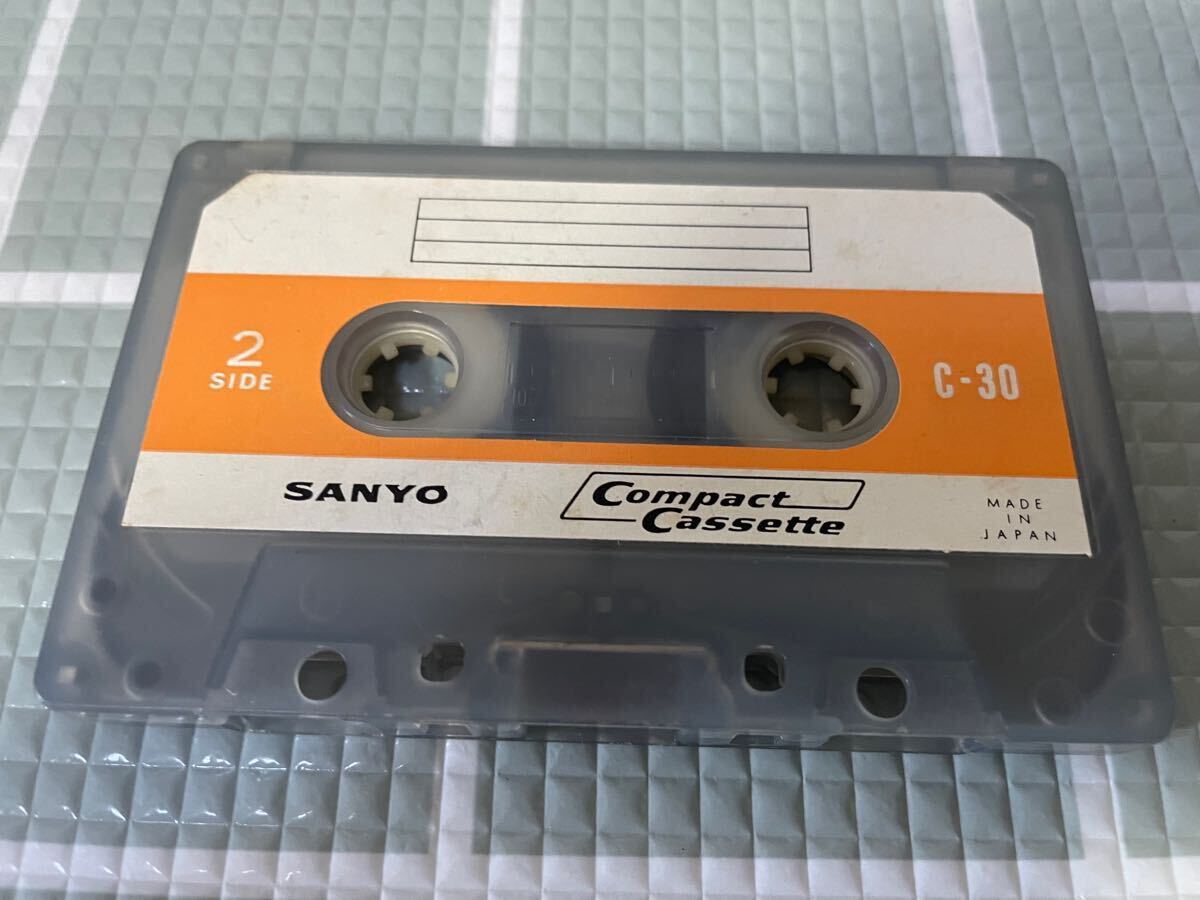 2
SIDE
C-30
SANYO
Compact
Cassette
MADE
IN
JAPAN